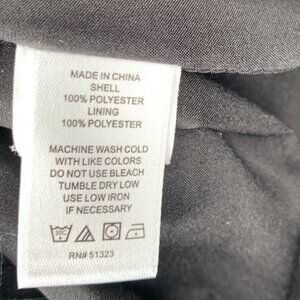 MADE IN CHINA
SHELL
100% POLYESTER
LINING
100% POLYESTER
MACHINE WASH COLD
WITH LIKE COLORS
DO NOT USE BLEACH
TUMBLE DRY LOW
USE LOW IRON
IF NECESSARY
RN# 51323